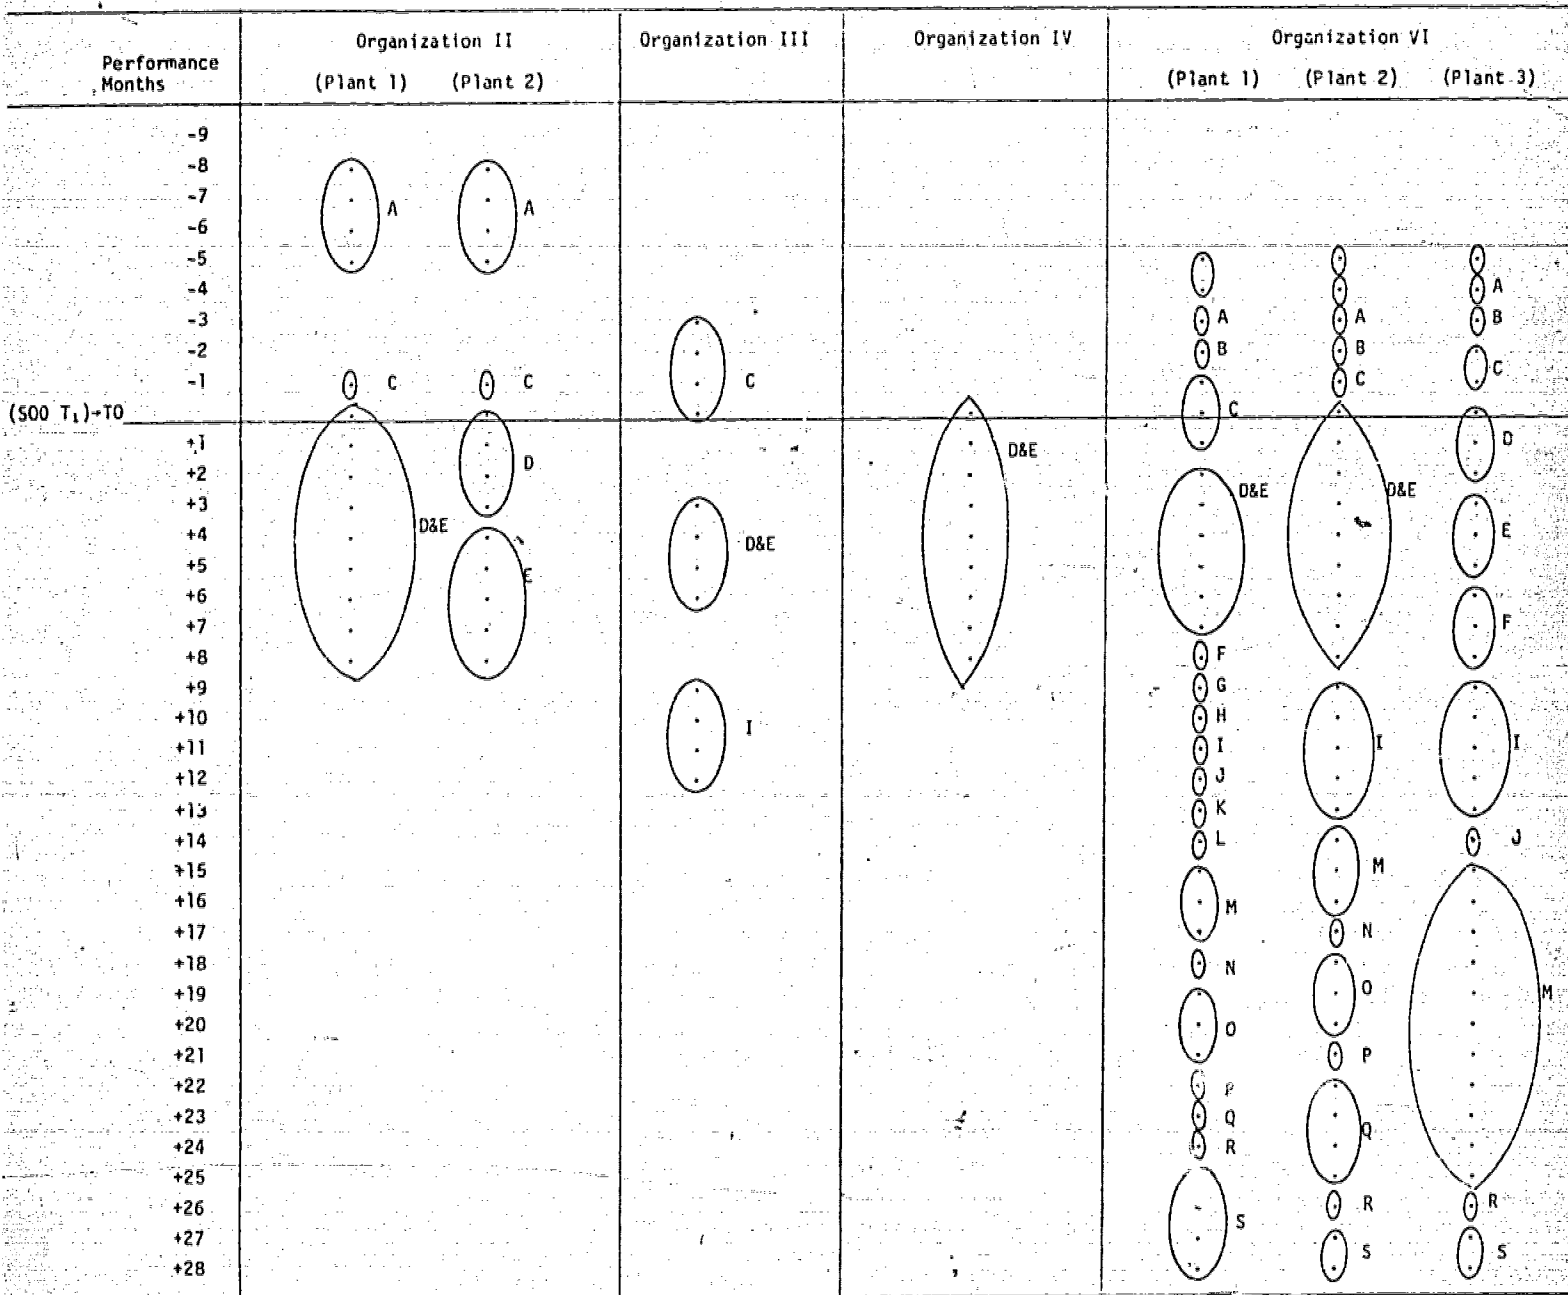 Organization II Organization III Organization IV Organization VI
Performance
Months (Plant 1) (Plant 2) (Plant 1) (Plant 2) (Plant 3)
-9
-8
-7 A A
-6
-5
-4 A
-3 A A B
-2 B B
-1 C C C C C
(SOO T₁)→TO C
+1 D&E D
+2 D
+3 D&E D&E
+4 D&E D&E E
+5 E
+6
+7 F
+8 F
+9 G
+10 H I
+11 I I I
+12 J
+13 K
+14 L J
+15 M
+16 M
+17 N
+18 N
+19 O M
+20 O
+21 P
+22 P
+23 Q Q
+24 R
+25
+26 S R R
+27 S S
+28